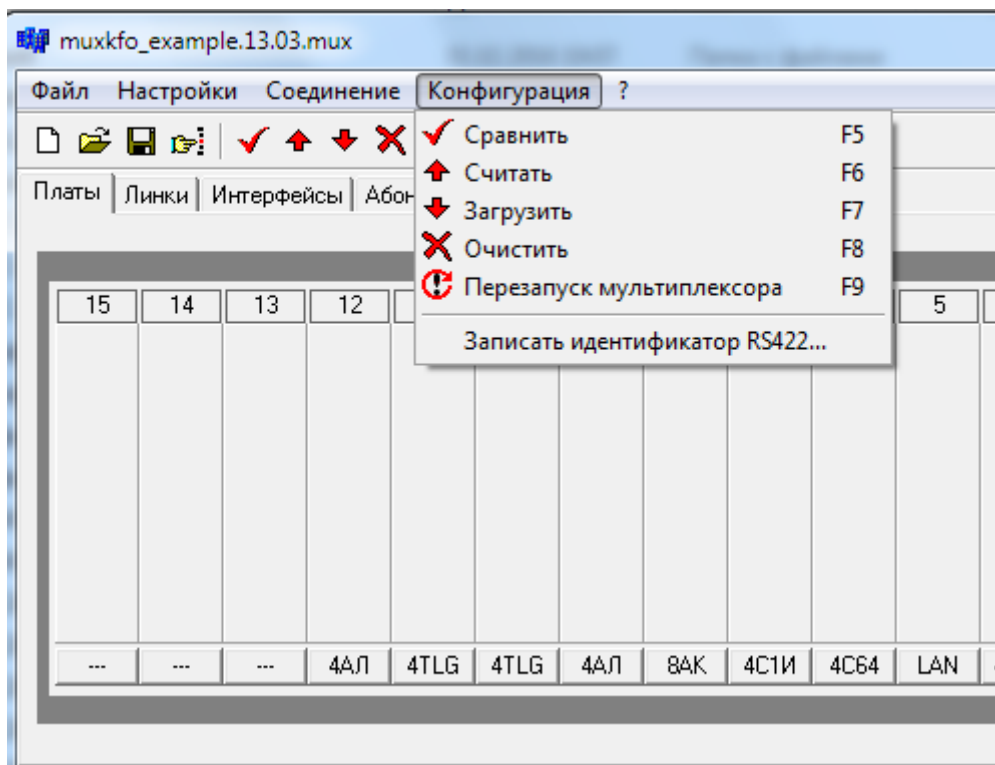 muxkfo_example.13.03.mux
Файл Настройки Соединение Конфигурация ?
Сравнить F5
Считать F6
Загрузить F7
Очистить F8
Перезапуск мультиплексора F9
Записать идентификатор RS422...
Платы Линки Интерфейсы Абон
15 14 13 12 5
--- --- --- 4АЛ 4TLG 4TLG 4АЛ 8АК 4С1И 4С64 LAN